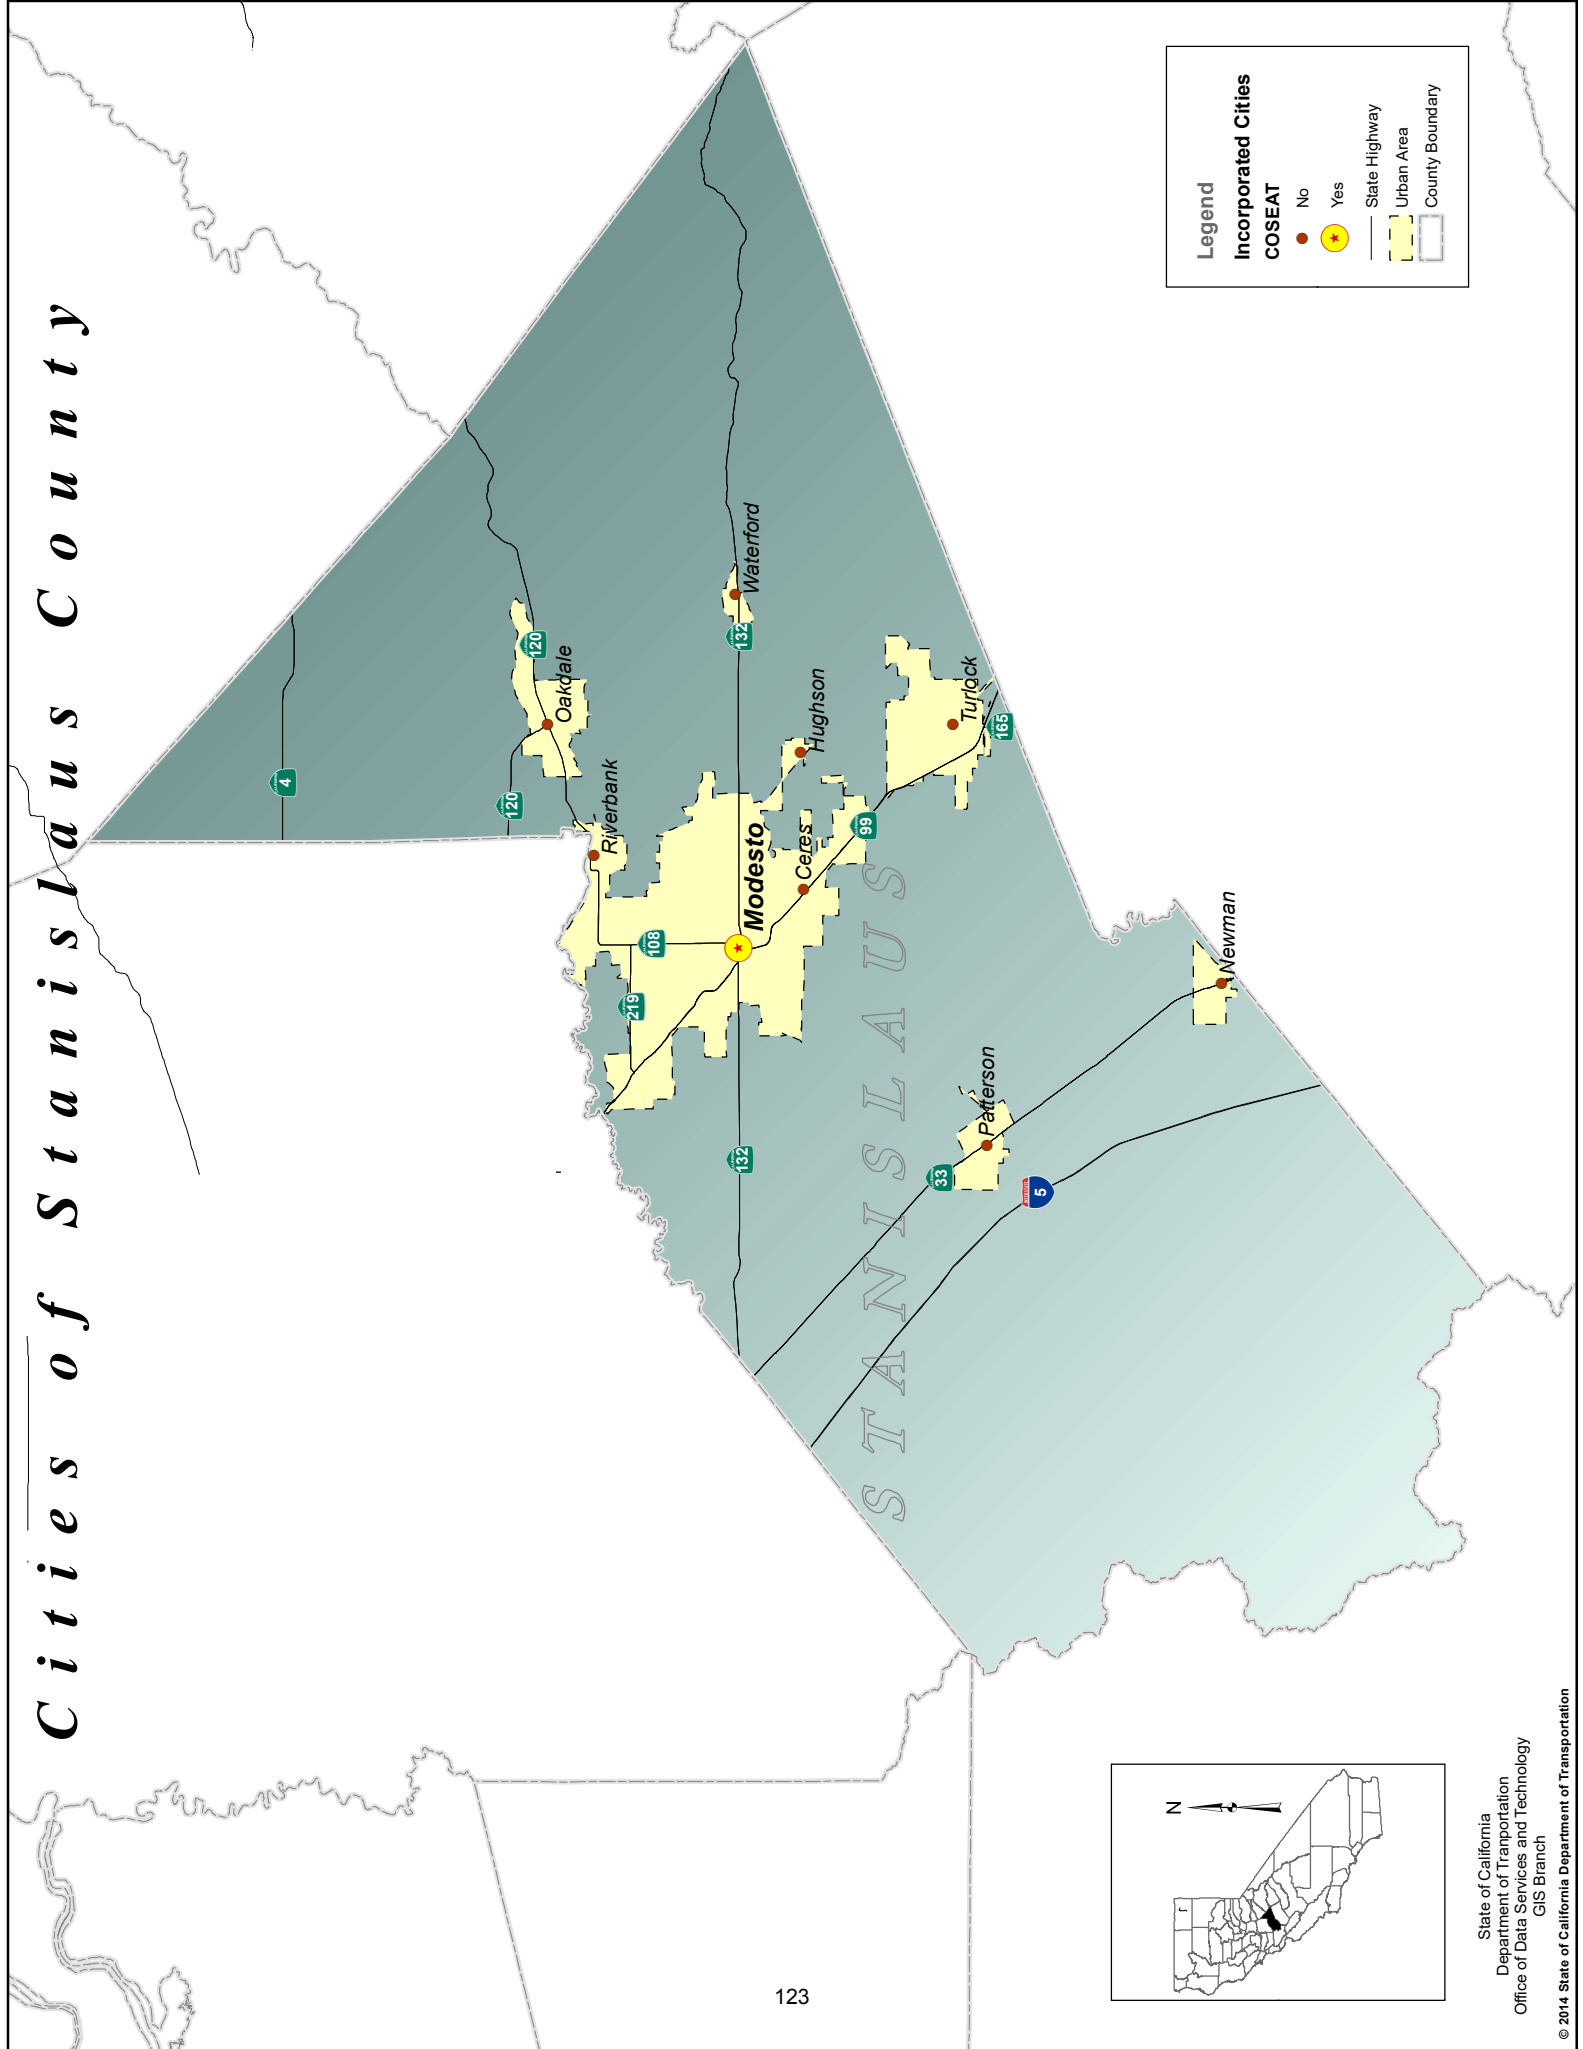 Cities of Stanislaus County
4
120
120
Oakdale
Riverbank
108
219
132
Waterford
Modesto
Hughson
Ceres
99
Turlock
165
132
STANISLAUS
33
Patterson
5
Newman
Legend
Incorporated Cities
COSEAT
No
Yes
State Highway
Urban Area
County Boundary
N
State of California
Department of Tranportation
Office of Data Services and Technology
GIS Branch
© 2014 State of California Department of Transportation
123